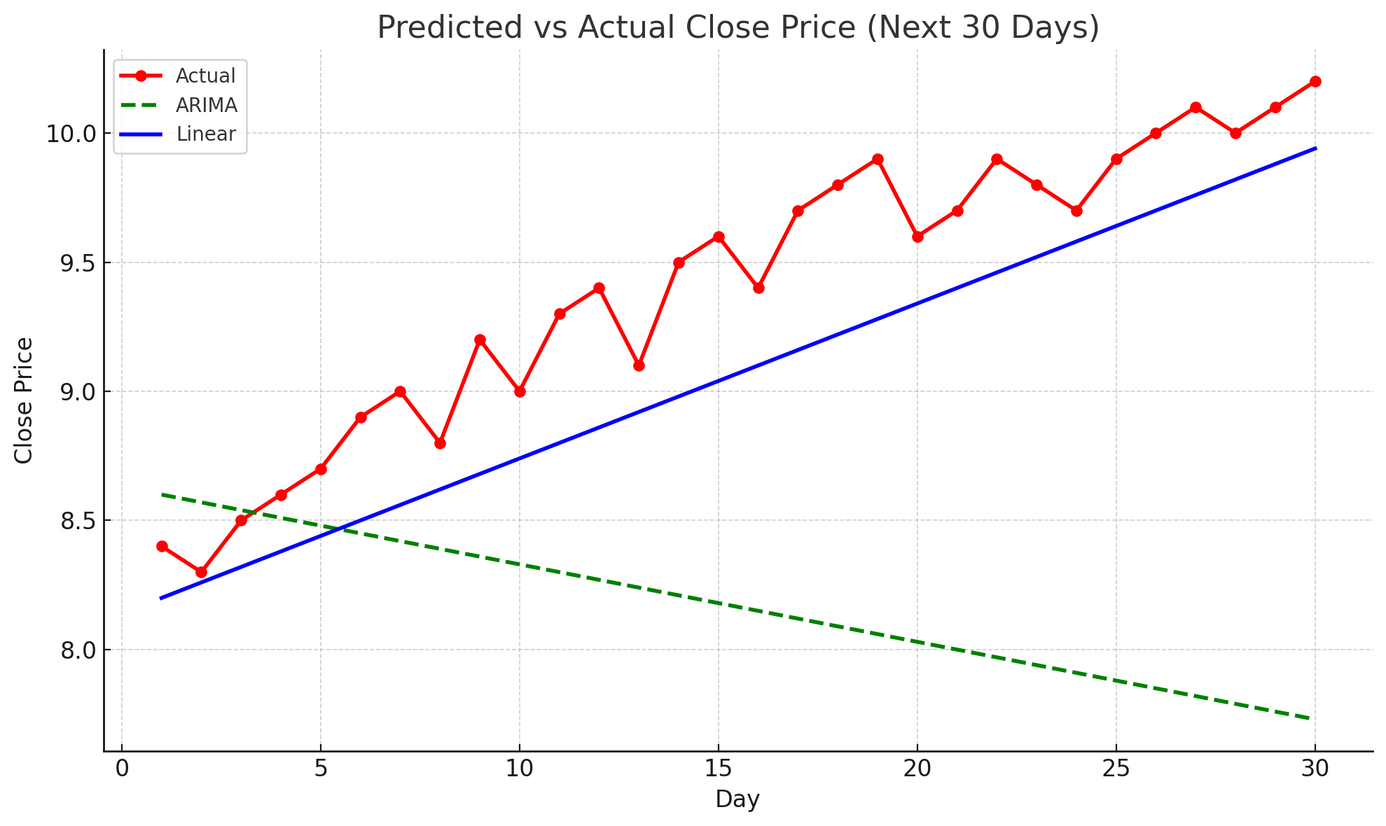 Predicted vs Actual Close Price (Next 30 Days)
Actual
ARIMA
Linear
Close Price
10.0
9.5
9.0
8.5
8.0
0 5 10 15 20 25 30
Day